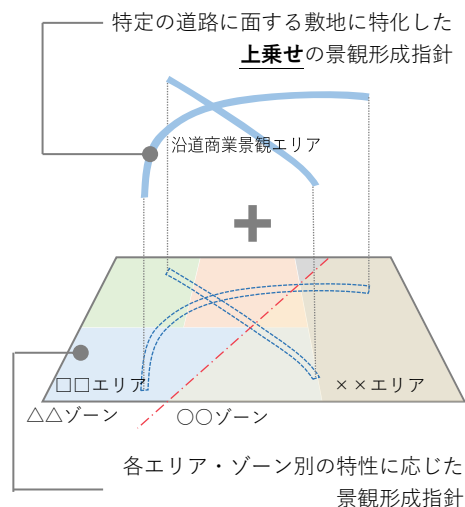 特定の道路に面する敷地に特化した
上乗せの景観形成指針
沿道商業景観エリア
+
□□エリア
××エリア
△△ゾーン
○○ゾーン
各エリア・ゾーン別の特性に応じた
景観形成指針